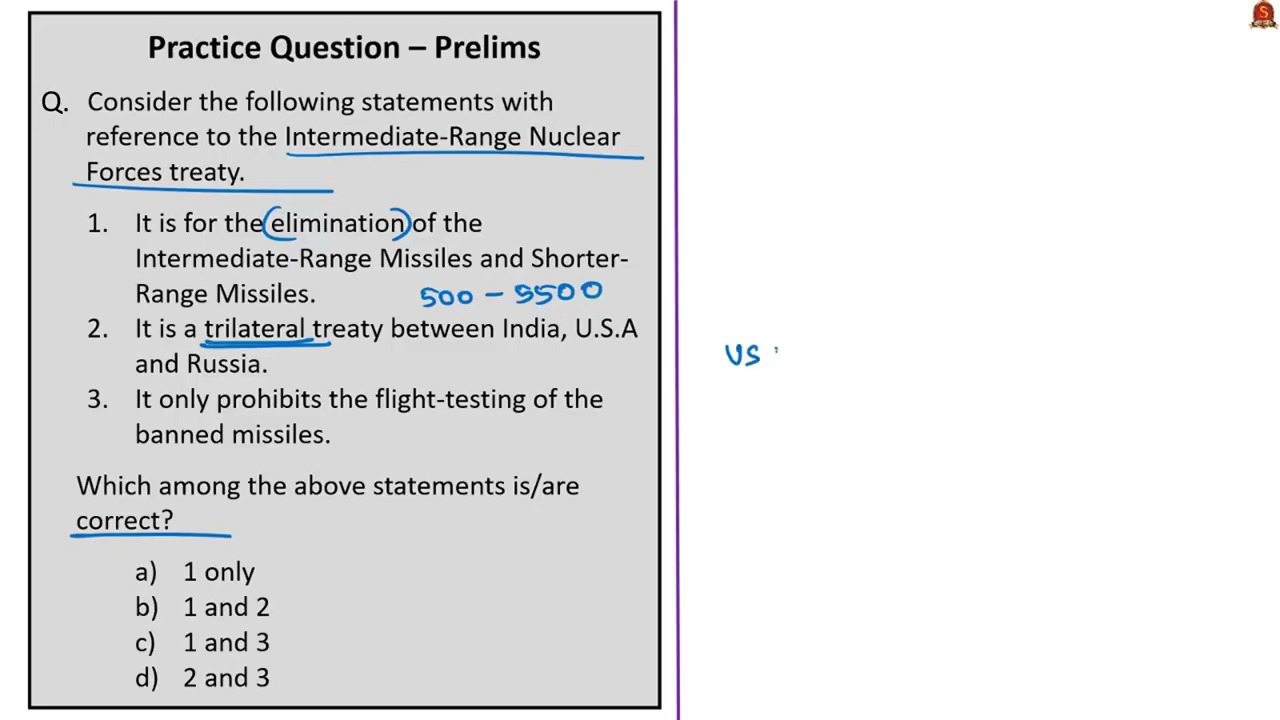 Practice Question – Prelims
Q. Consider the following statements with
reference to the Intermediate-Range Nuclear
Forces treaty.
1. It is for the elimination of the
Intermediate-Range Missiles and Shorter-
Range Missiles.
500 – 5500
2. It is a trilateral treaty between India, U.S.A
and Russia.
US
3. It only prohibits the flight-testing of the
banned missiles.
Which among the above statements is/are
correct?
a) 1 only
b) 1 and 2
c) 1 and 3
d) 2 and 3
S